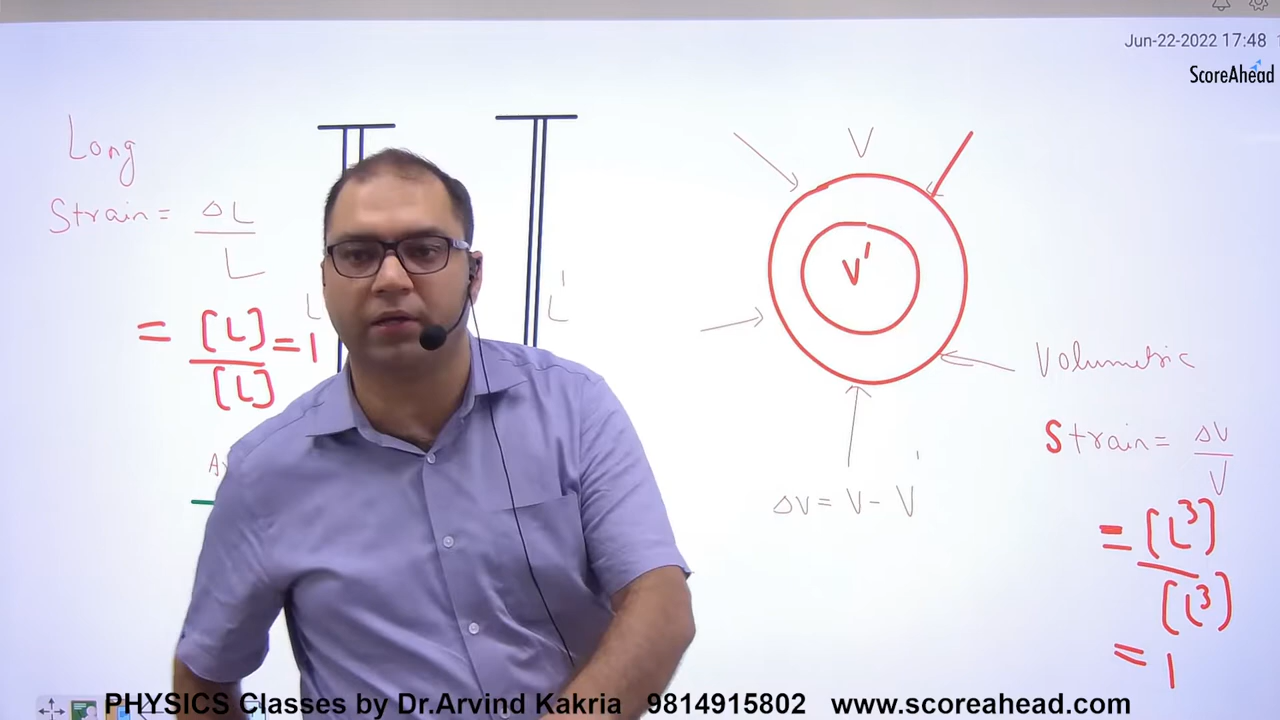 Jun-22-2022 17:48
ScoreAhead
Long
Strain = ΔL
L
= [L] = 1
[L]
L
L'
V
V'
Volumetric
Strain = ΔV
V
ΔV = V - V'
= [L³]
[L³]
= 1
PHYSICS Classes by Dr.Arvind Kakria 9814915802 www.scoreahead.com